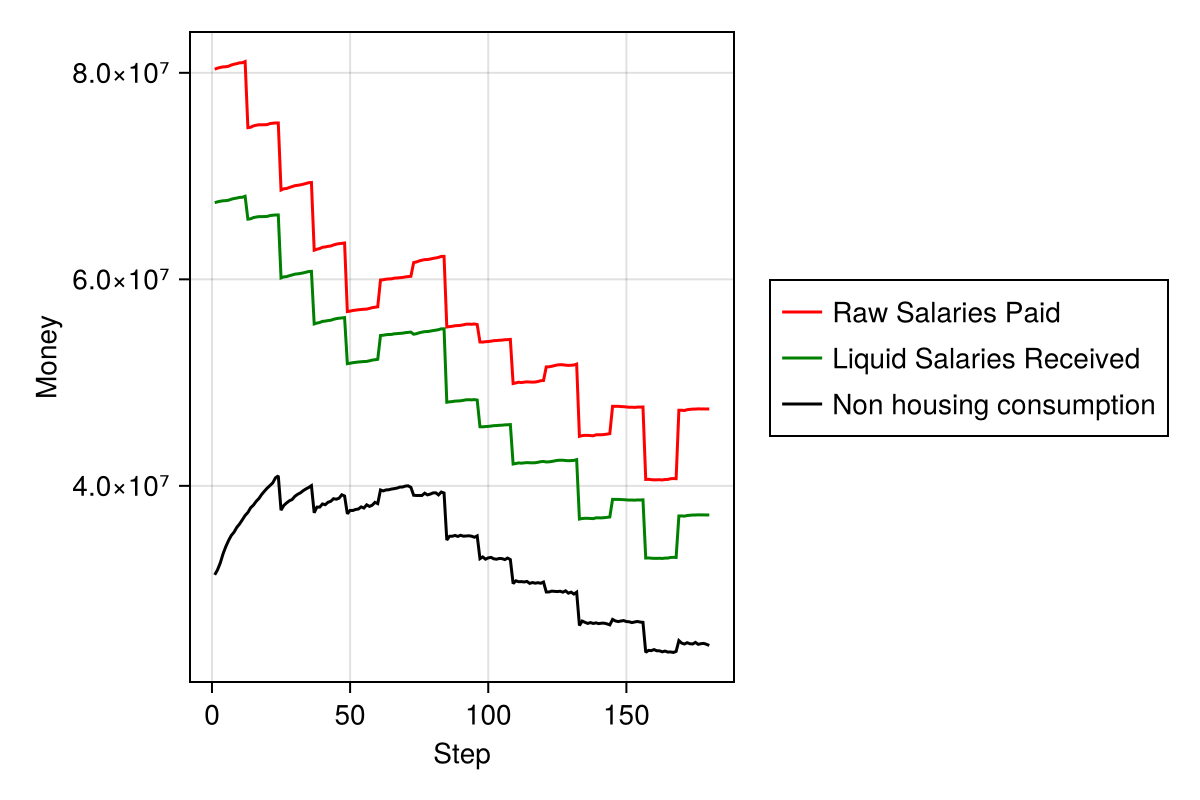 8.0×10⁷
6.0×10⁷
4.0×10⁷
Money
0 50 100 150
Step
Raw Salaries Paid
Liquid Salaries Received
Non housing consumption